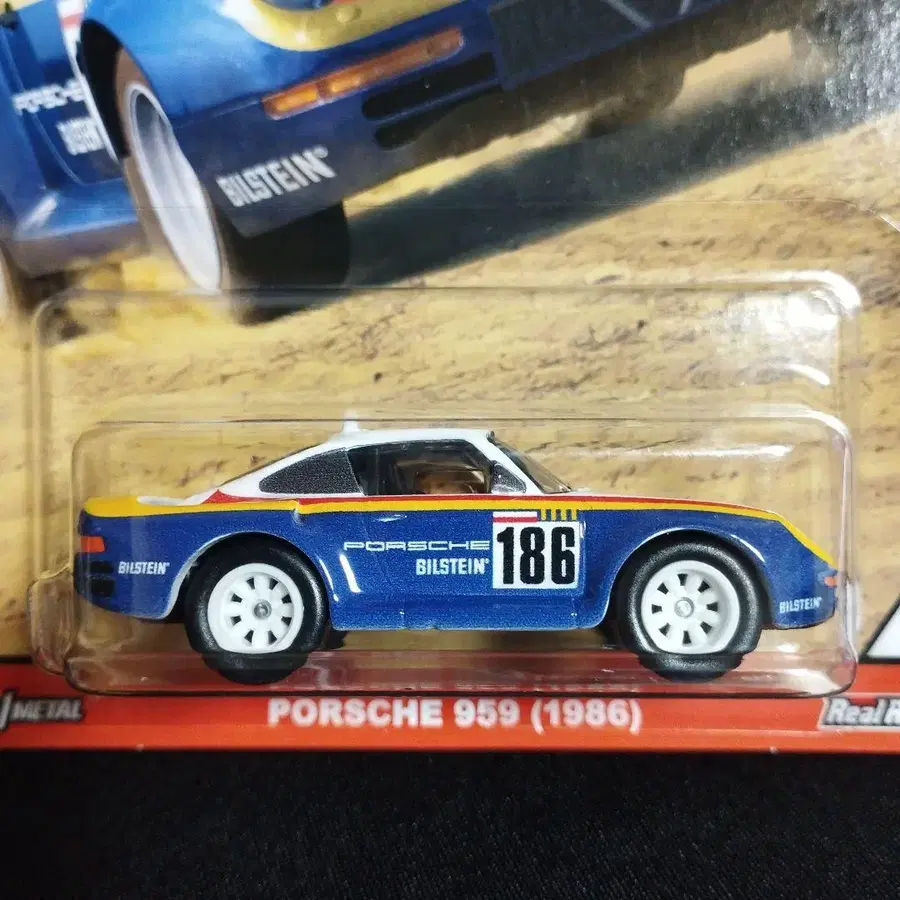 PORSCHE
BILSTEIN®
BILSTEIN®
PORSCHE
BILSTEIN®
186
BILSTEIN®
/METAL
PORSCHE 959 (1986)
Real R